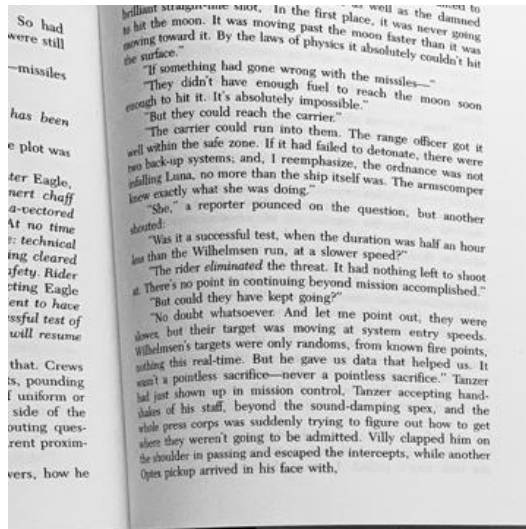 So had
were still
—missiles
has been
e plot was
ter Eagle,
nert chaff
a-vectored
At no time
e: technical
ing cleared
afety. Rider
cting Eagle
ent to have
ssful test of
will resume
that. Crews
ts, pounding
f uniform or
side of the
outing ques-
rent proxim-
vers, how he
brilliant straight-line shot. In the first place, it was never going
to hit the moon. It was moving past the moon faster than it was
moving toward it. By the laws of physics it absolutely couldn't hit
the surface."
"If something had gone wrong with the missiles—"
"They didn't have enough fuel to reach the moon soon
enough to hit it. It's absolutely impossible."
"But they could reach the carrier."
"The carrier could run into them. The range officer got it
well within the safe zone. If it had failed to detonate, there were
two back-up systems; and, I reemphasize, the ordnance was not
infalling Luna, no more than the ship itself was. The armscomper
knew exactly what she was doing."
"She," a reporter pounced on the question, but another
shouted:
"Was it a successful test, when the duration was half an hour
less than the Wilhelmsen run, at a slower speed?"
"The rider eliminated the threat. It had nothing left to shoot
at. There's no point in continuing beyond mission accomplished."
"But could they have kept going?"
"No doubt whatsoever. And let me point out, they were
slower, but their target was moving at system entry speeds.
Wilhelmsen's targets were only randoms, from known fire points,
nothing this real-time. But he gave us data that helped us. It
wasn't a pointless sacrifice—never a pointless sacrifice." Tanzer
had just shown up in mission control, Tanzer accepting hand-
shakes of his staff, beyond the sound-damping spex, and the
whole press corps was suddenly trying to figure out how to get
where they weren't going to be admitted. Villy clapped him on
the shoulder in passing and escaped the intercepts, while another
Optex pickup arrived in his face with,